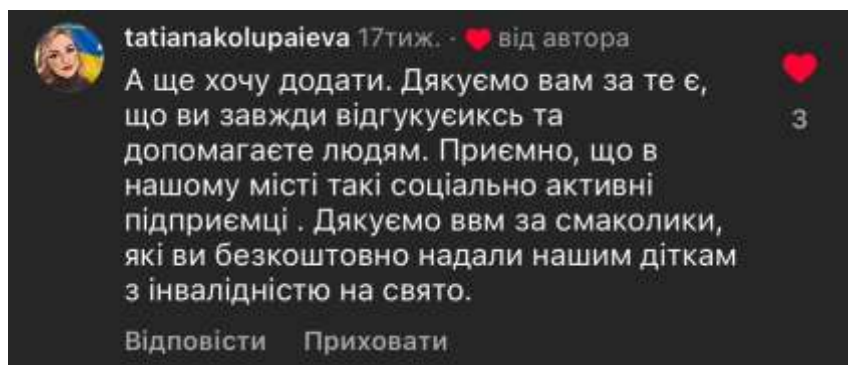 tatianakolupaieva 17тиж. · ❤️ від автора
А ще хочу додати. Дякуємо вам за те є,
що ви завжди відгукуєиксь та
допомагаєте людям. Приємно, що в
нашому місті такі соціально активні
підприємці . Дякуємо ввм за смаколики,
які ви безкоштовно надали нашим діткам
з інвалідністю на свято.
3
Відповісти Приховати